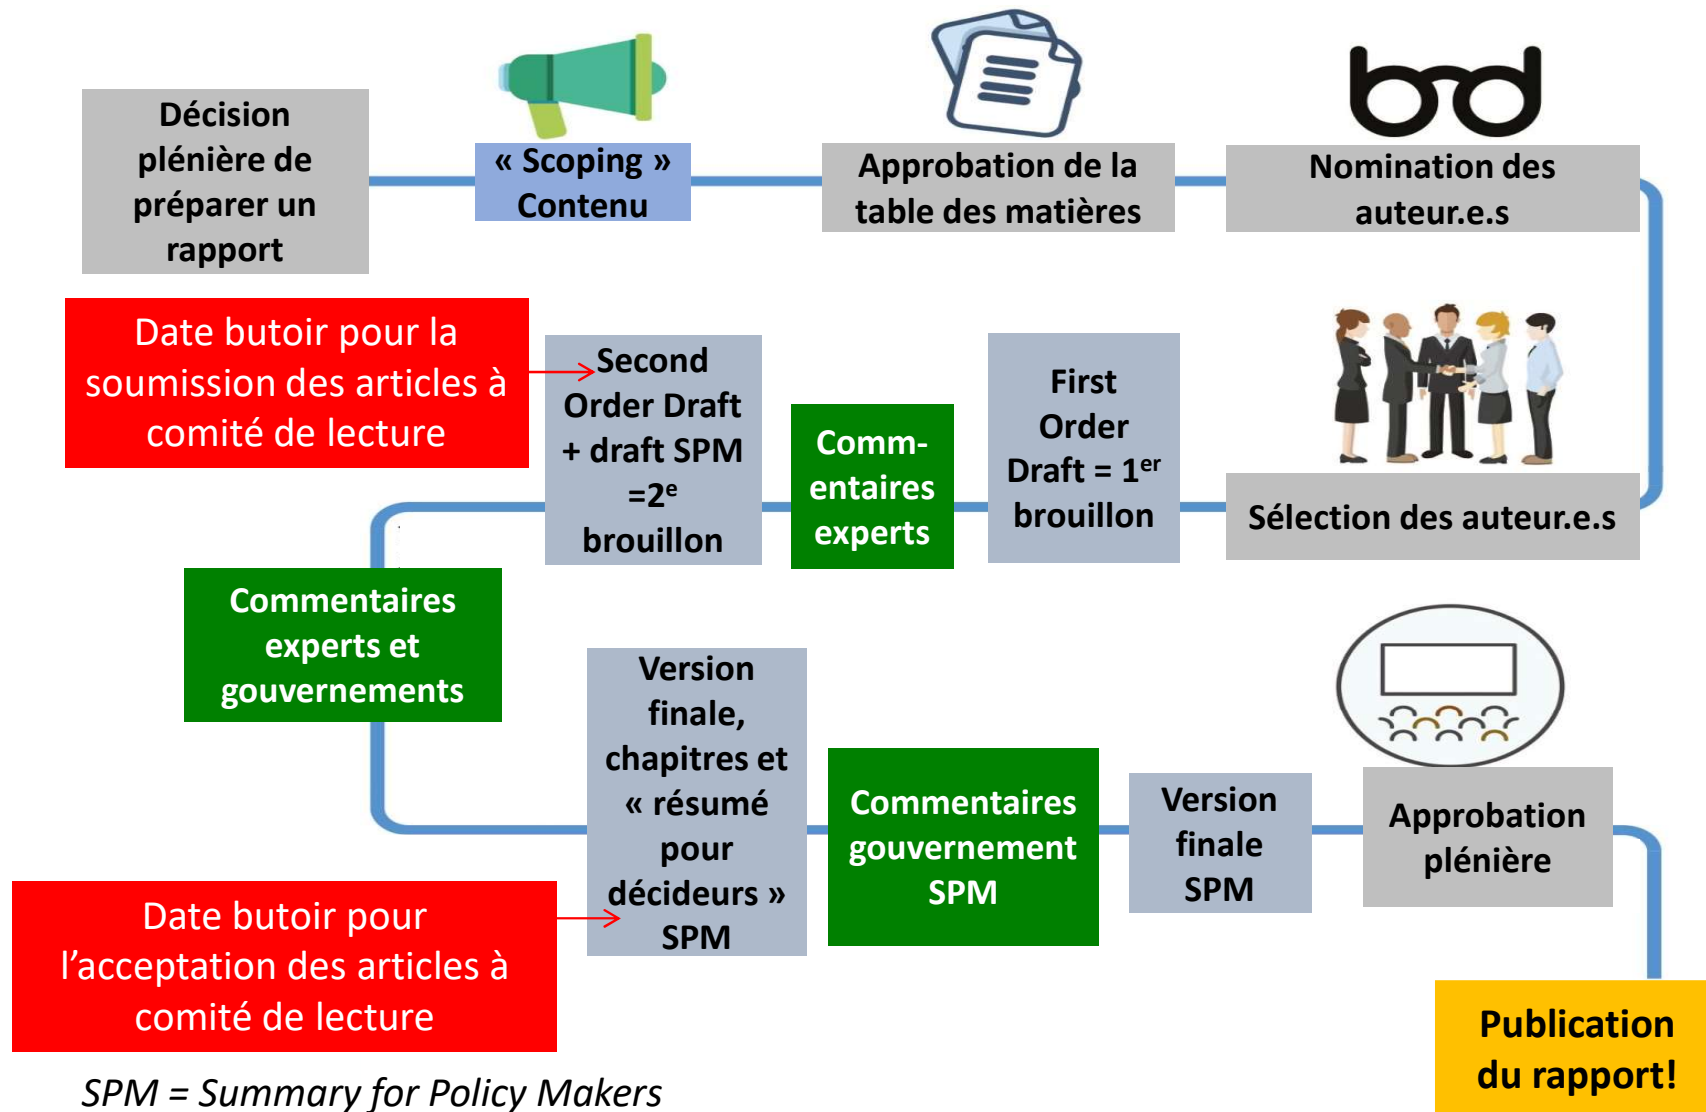 Décision
plénière de
préparer un
rapport
« Scoping »
Contenu
Approbation de la
table des matières
Nomination des
auteur.e.s
Date butoir pour la
soumission des articles à
comité de lecture
Second
Order Draft
+ draft SPM
=2ᵉ
brouillon
Comm-
entaires
experts
First
Order
Draft = 1ᵉʳ
brouillon
Sélection des auteur.e.s
Commentaires
experts et
gouvernements
Version
finale,
chapitres et
« résumé
pour
décideurs »
SPM
Commentaires
gouvernement
SPM
Version
finale
SPM
Approbation
plénière
Date butoir pour
l’acceptation des articles à
comité de lecture
Publication
du rapport!
SPM = Summary for Policy Makers